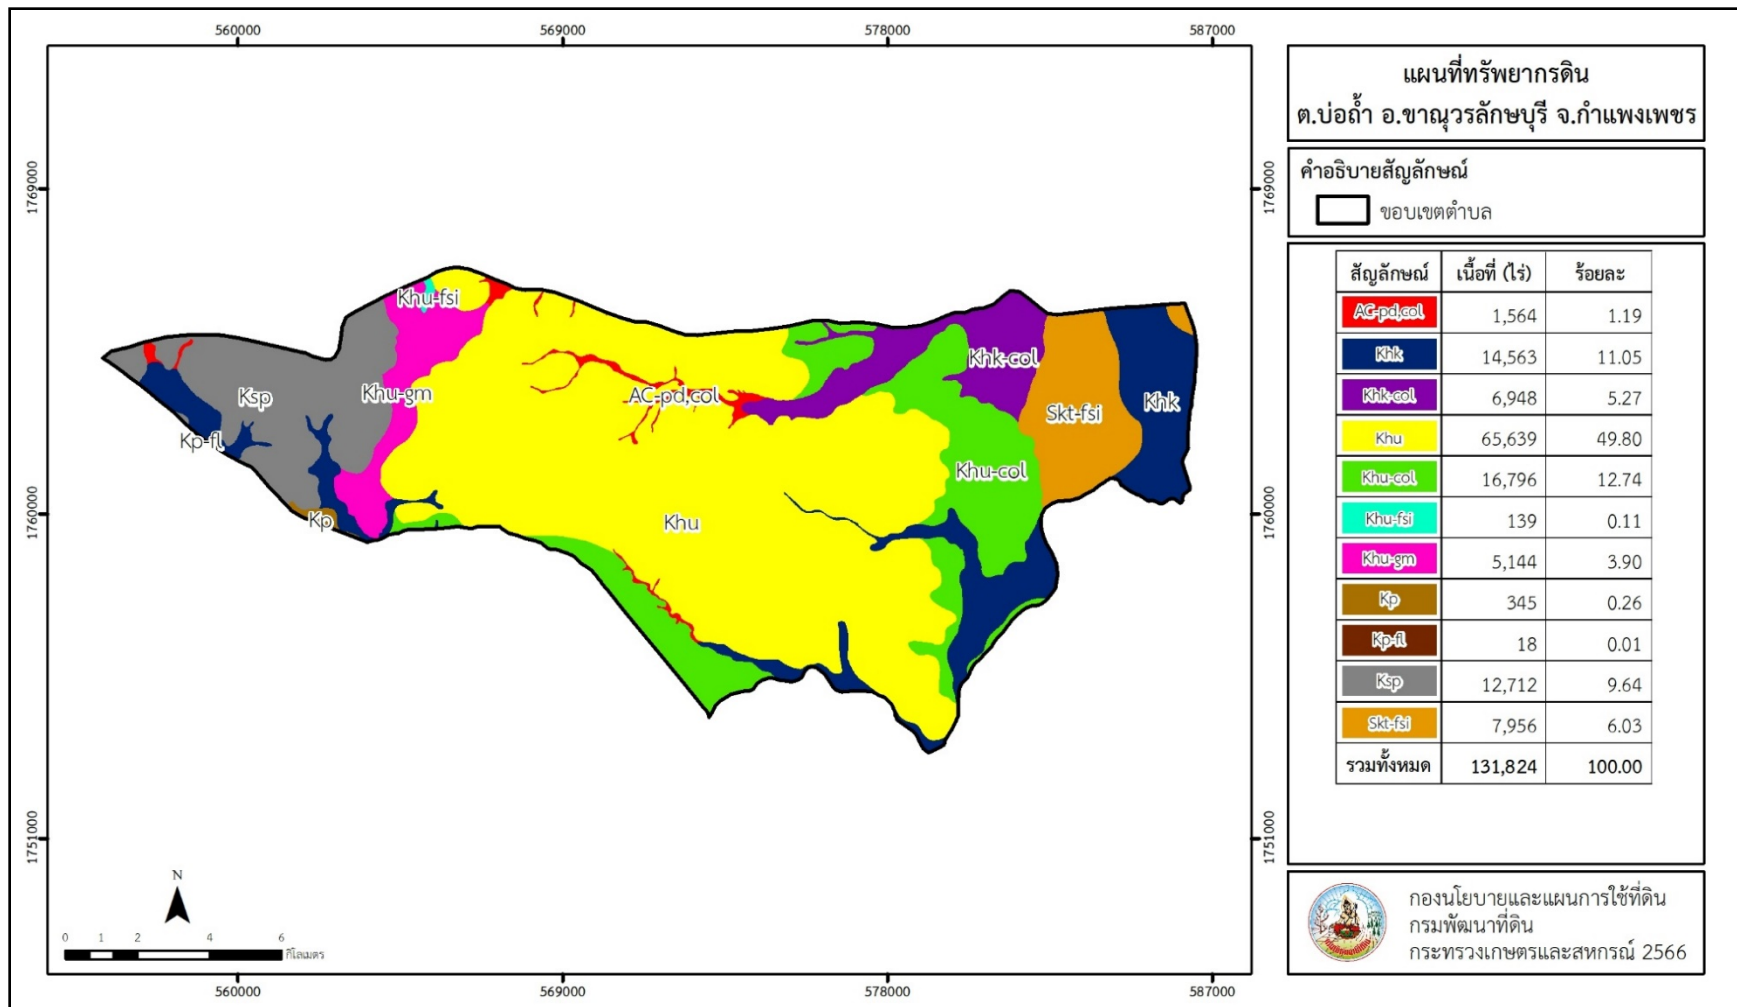 560000
569000
578000
587000
1769000
1760000
1751000
1769000
1760000
1751000
560000
569000
578000
587000
Khu-fsi
Ksp
Khu-gm
Kp-fl
Kp
AC-pd,col
Khu
Khk-col
Khu-col
Skt-fsi
Khk
N
0 1 2 4 6
กิโลเมตร
แผนที่ทรัพยากรดิน
ต.บ่อถ้ำ อ.ขาณุวรลักษบุรี จ.กำแพงเพชร
คำอธิบายสัญลักษณ์
ขอบเขตตำบล
สัญลักษณ์ เนื้อที่ (ไร่) ร้อยละ
AC-pd,col 1,564 1.19
Khk 14,563 11.05
Khk-col 6,948 5.27
Khu 65,639 49.80
Khu-col 16,796 12.74
Khu-fsi 139 0.11
Khu-gm 5,144 3.90
Kp 345 0.26
Kp-fl 18 0.01
Ksp 12,712 9.64
Skt-fsi 7,956 6.03
รวมทั้งหมด 131,824 100.00
กองนโยบายและแผนการใช้ที่ดิน
กรมพัฒนาที่ดิน
กระทรวงเกษตรและสหกรณ์ 2566